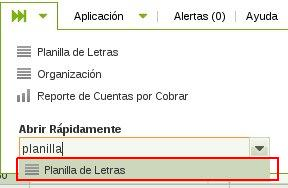 Aplicación Alertas (0) Ayuda
Planilla de Letras
Organización
Reporte de Cuentas por Cobrar
Abrir Rápidamente
planilla
Planilla de Letras